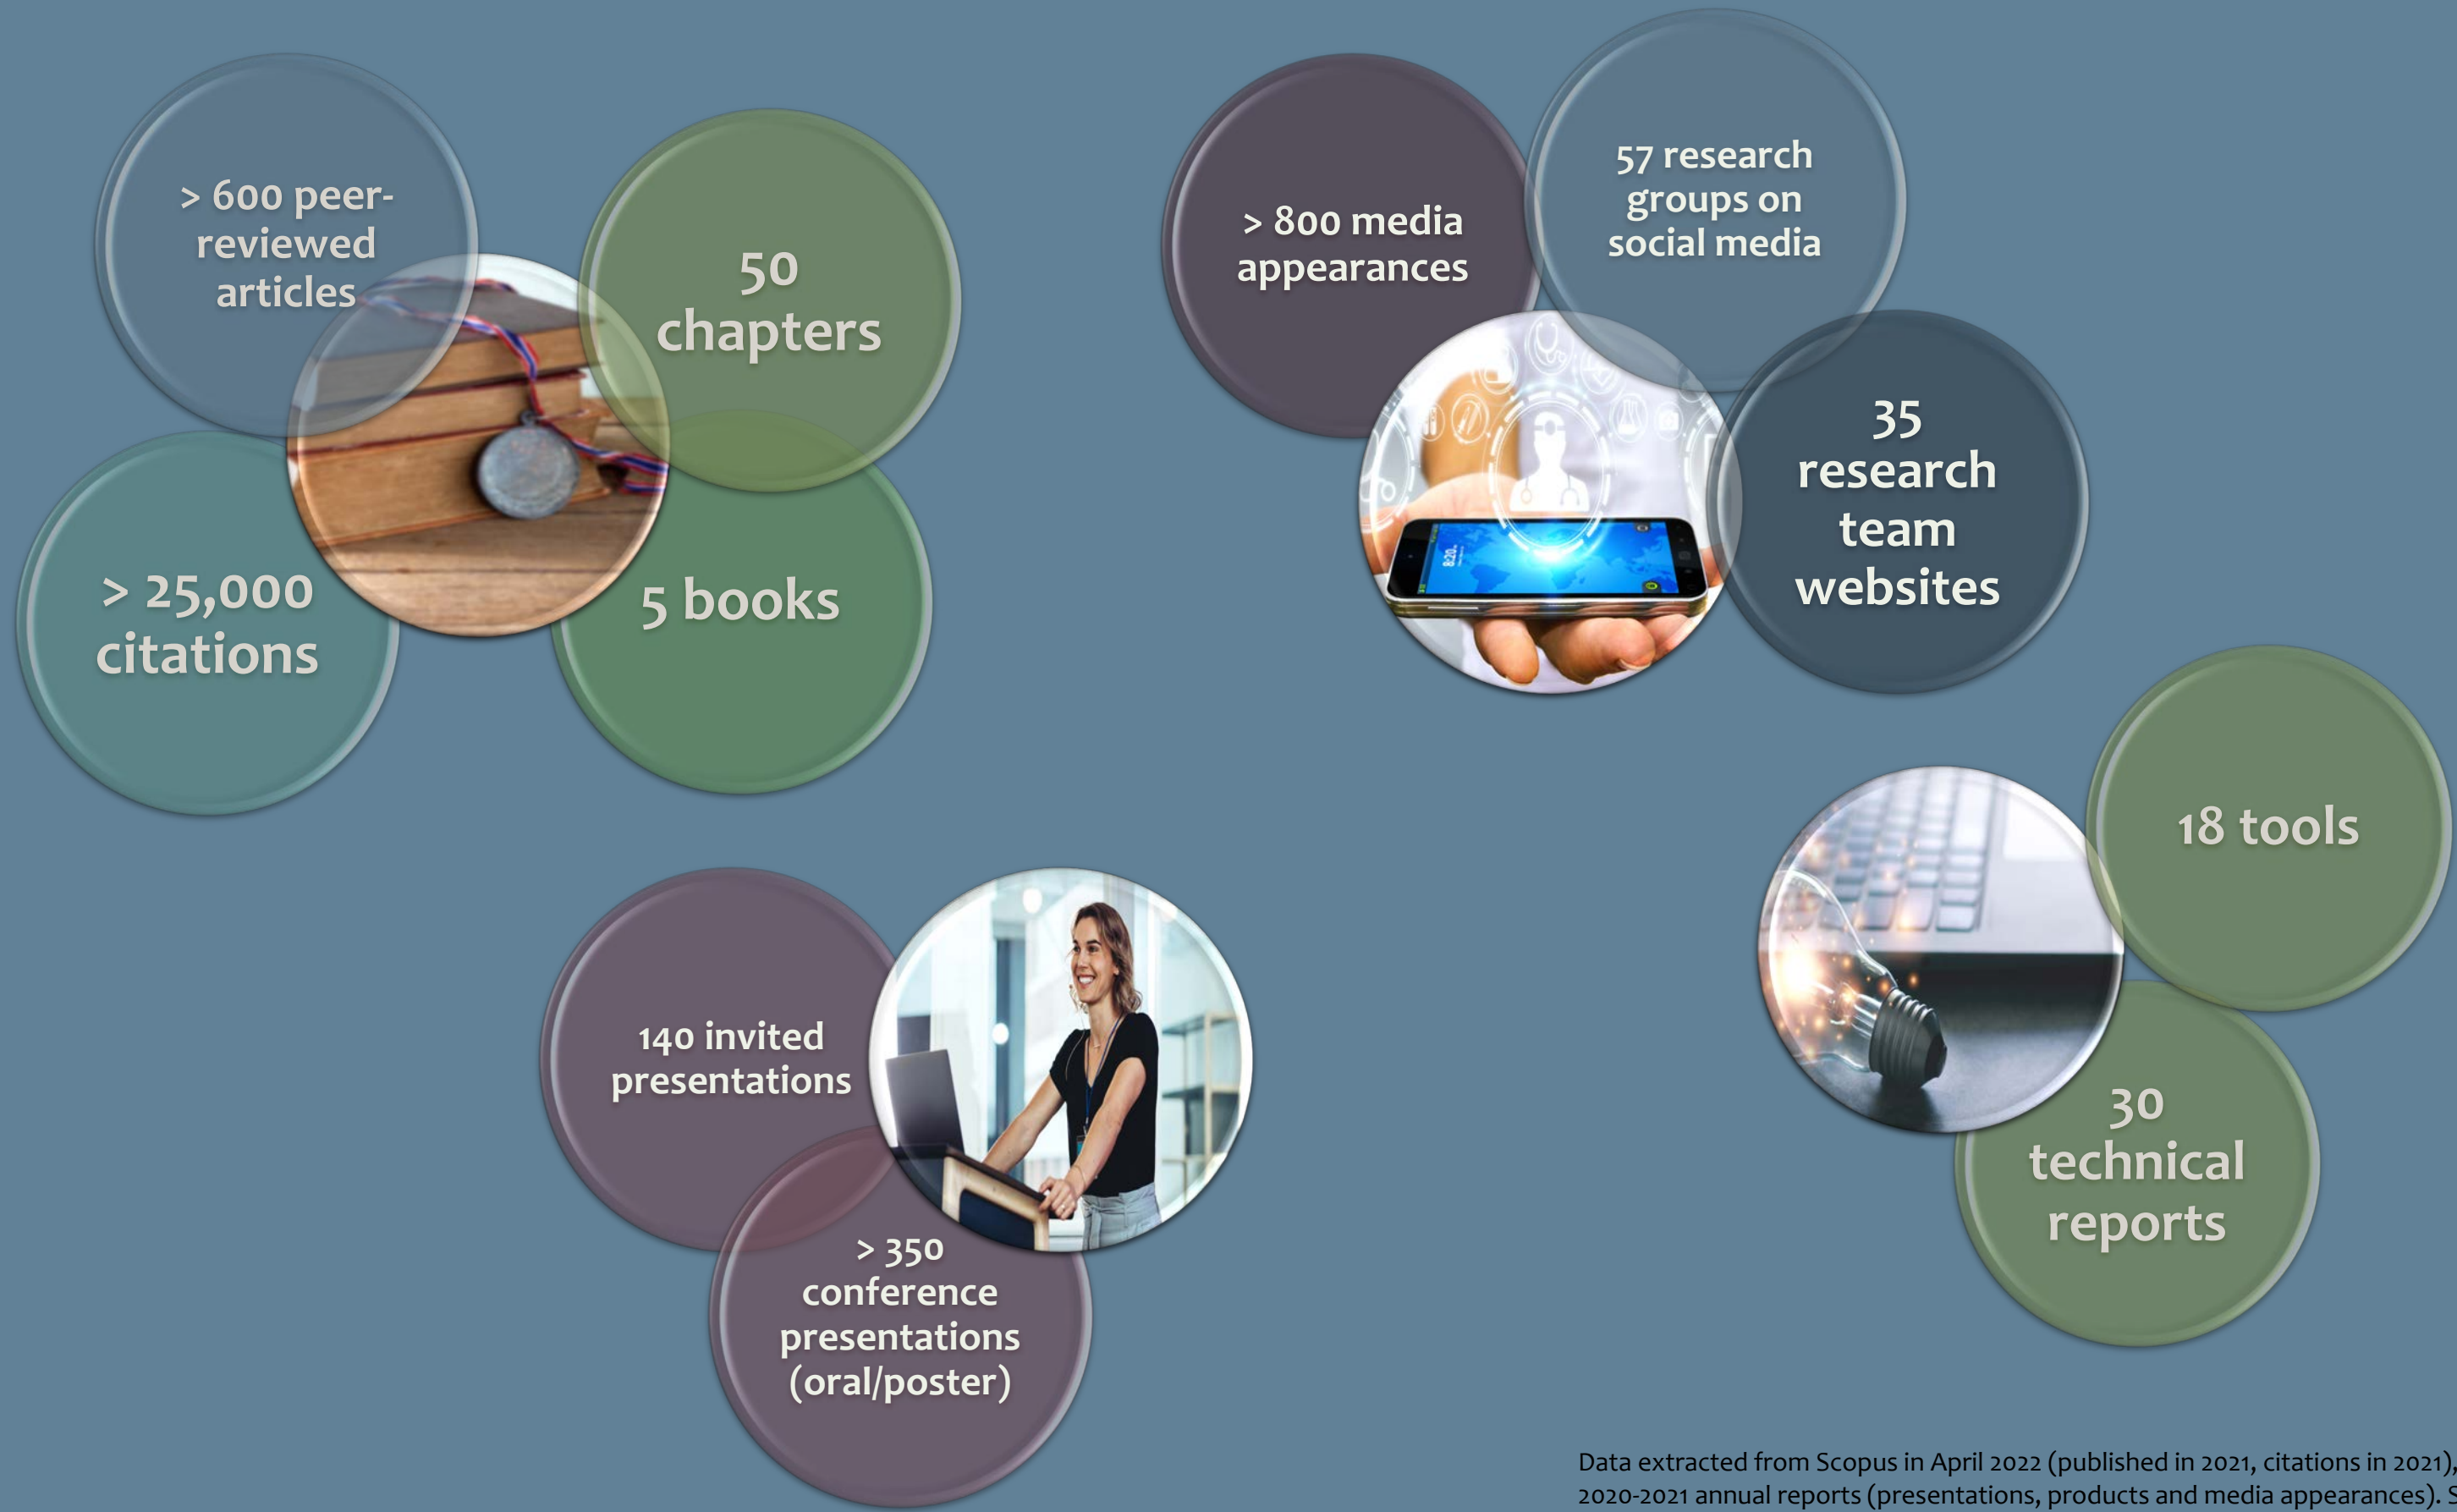 > 600 peer-
reviewed
articles
50
chapters
> 25,000
citations
5 books
> 800 media
appearances
57 research
groups on
social media
35
research
team
websites
8:20
18 tools
30
technical
reports
140 invited
presentations
> 350
conference
presentations
(oral/poster)
Data extracted from Scopus in April 2022 (published in 2021, citations in 2021),
2020-2021 annual reports (presentations, products and media appearances). S